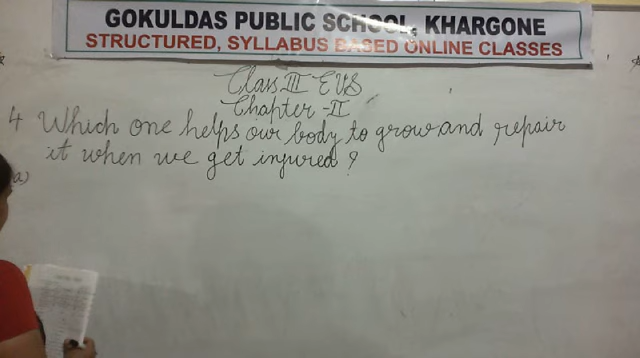 GOKULDAS PUBLIC SCHOOL, KHARGONE
STRUCTURED, SYLLABUS BASED ONLINE CLASSES
Class III EVS
Chapter-II
4 Which one helps our body to grow and repair
it when we get injured?
a)